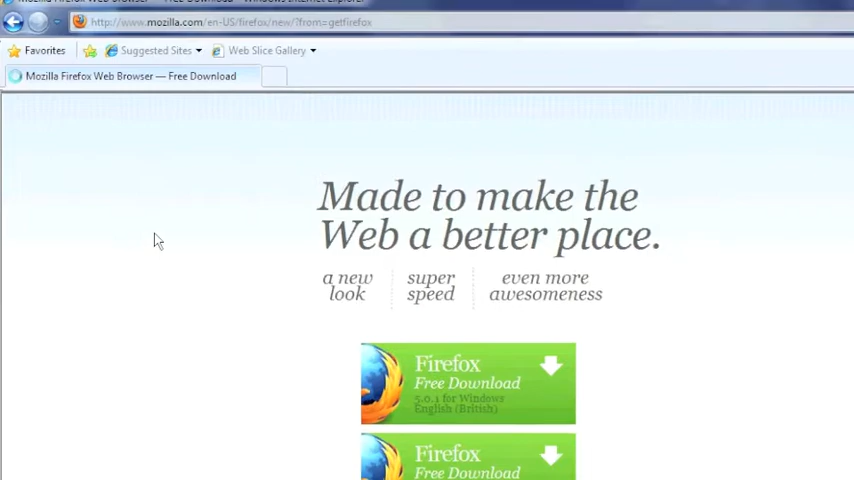 http://www.mozilla.com/en-US/firefox/new/?from=getfirefox
Favorites
Suggested Sites
Web Slice Gallery
Mozilla Firefox Web Browser — Free Download
Made to make the
Web a better place.
a new
look
super
speed
even more
awesomeness
Firefox
Free Download
5.0.1 for Windows
English (British)
Firefox
Free Download